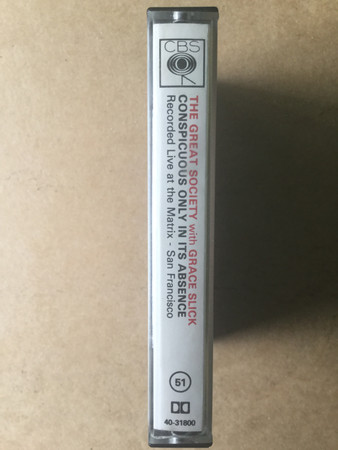 CBS
THE GREAT SOCIETY with GRACE SLICK
CONSPICUOUS ONLY IN ITS ABSENCE
Recorded Live at the Matrix - San Francisco
51
40-31800